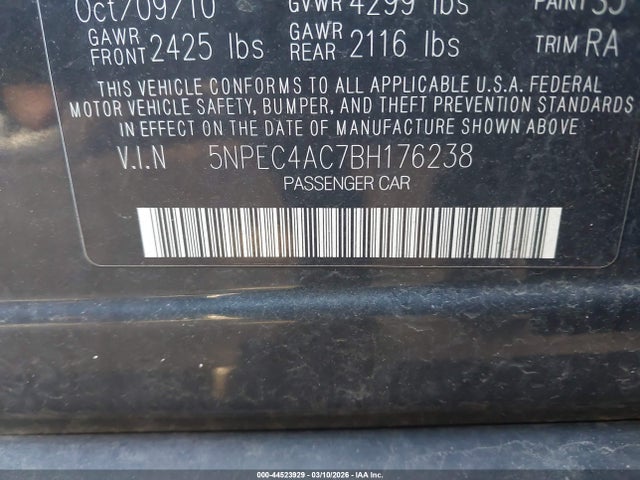 Oct/09/10 GVWR 4299 lbs PAINT S5
GAWR FRONT 2425 lbs GAWR REAR 2116 lbs TRIM RA
THIS VEHICLE CONFORMS TO ALL APPLICABLE U.S.A. FEDERAL
MOTOR VEHICLE SAFETY, BUMPER, AND THEFT PREVENTION STANDARDS
IN EFFECT ON THE DATE OF MANUFACTURE SHOWN ABOVE
V.I.N 5NPEC4AC7BH176238
PASSENGER CAR
000-44523929 - 03/10/2026 - IAA Inc.